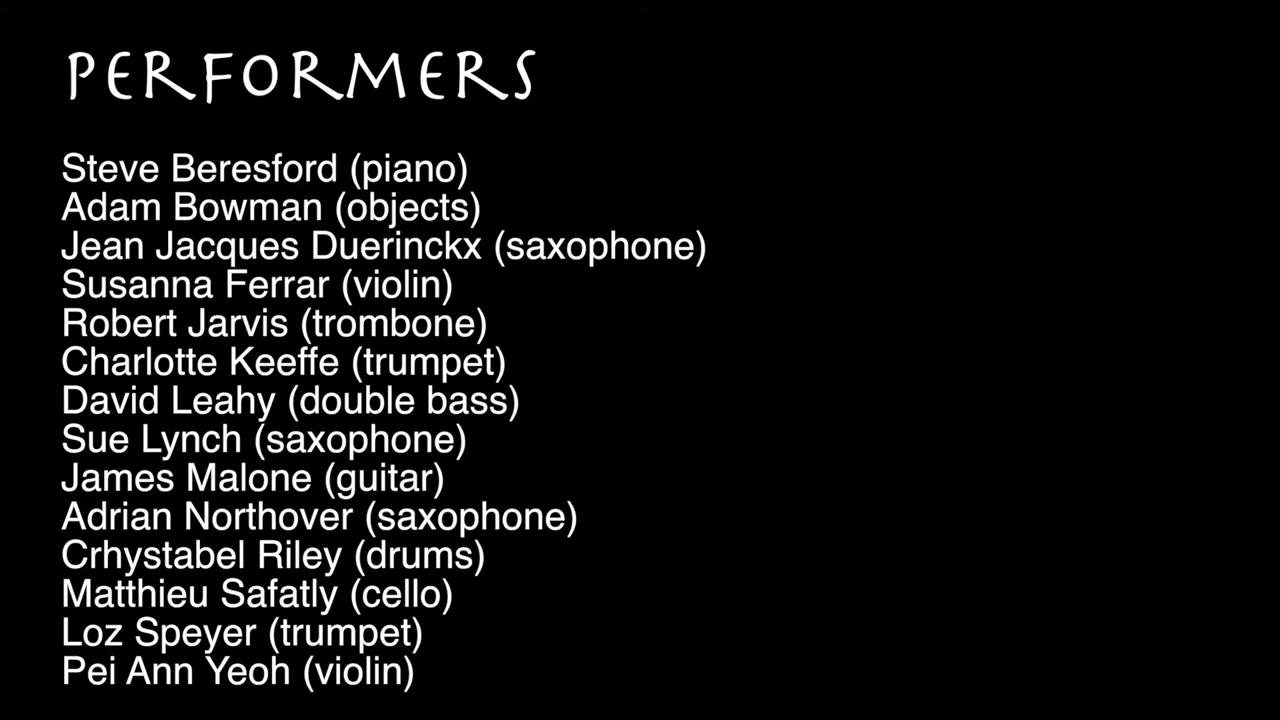 PERFORMERS
Steve Beresford (piano)
Adam Bowman (objects)
Jean Jacques Duerinckx (saxophone)
Susanna Ferrar (violin)
Robert Jarvis (trombone)
Charlotte Keeffe (trumpet)
David Leahy (double bass)
Sue Lynch (saxophone)
James Malone (guitar)
Adrian Northover (saxophone)
Crhystabel Riley (drums)
Matthieu Safatly (cello)
Loz Speyer (trumpet)
Pei Ann Yeoh (violin)